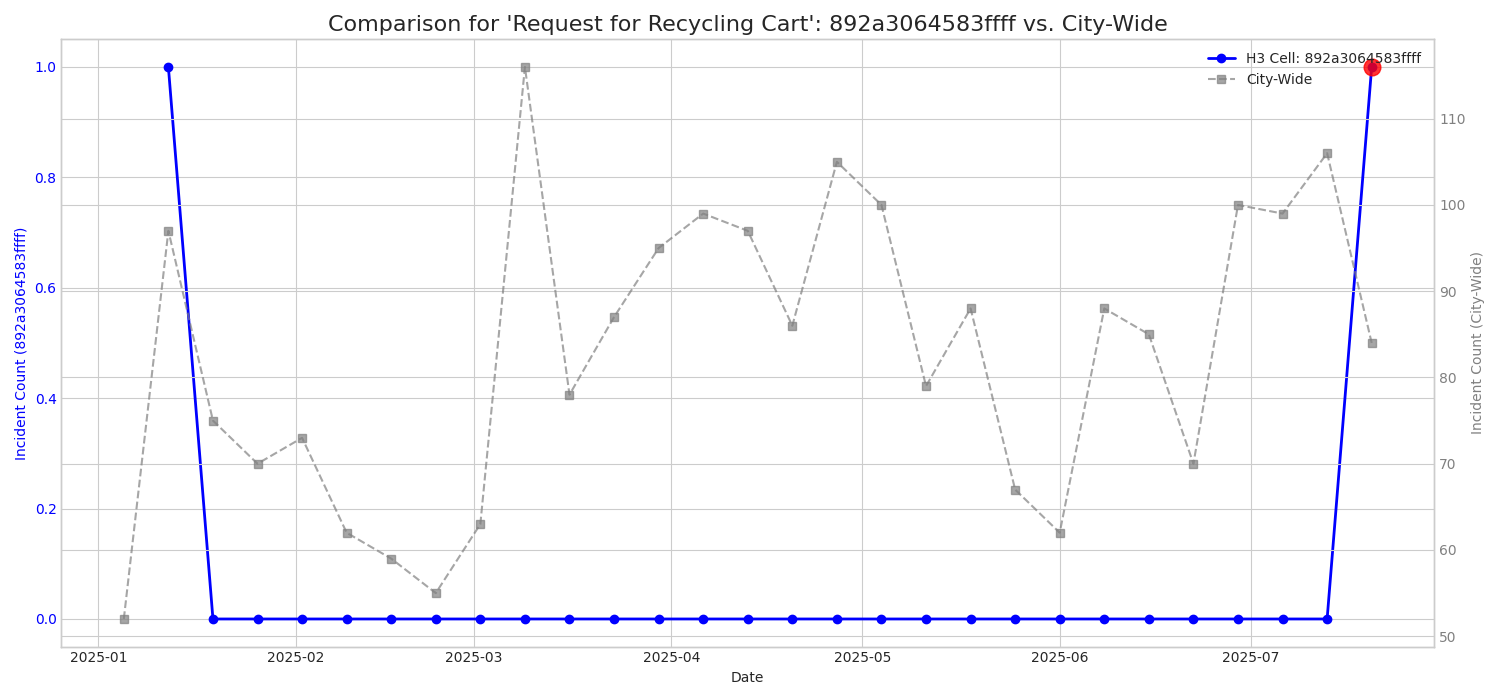 Comparison for 'Request for Recycling Cart': 892a3064583ffff vs. City-Wide
H3 Cell: 892a3064583ffff
City-Wide
Incident Count (892a3064583ffff)
1.0
0.8
0.6
0.4
0.2
0.0
110
100
90
80
70
60
50
Incident Count (City-Wide)
2025-01 2025-02 2025-03 2025-04 2025-05 2025-06 2025-07
Date